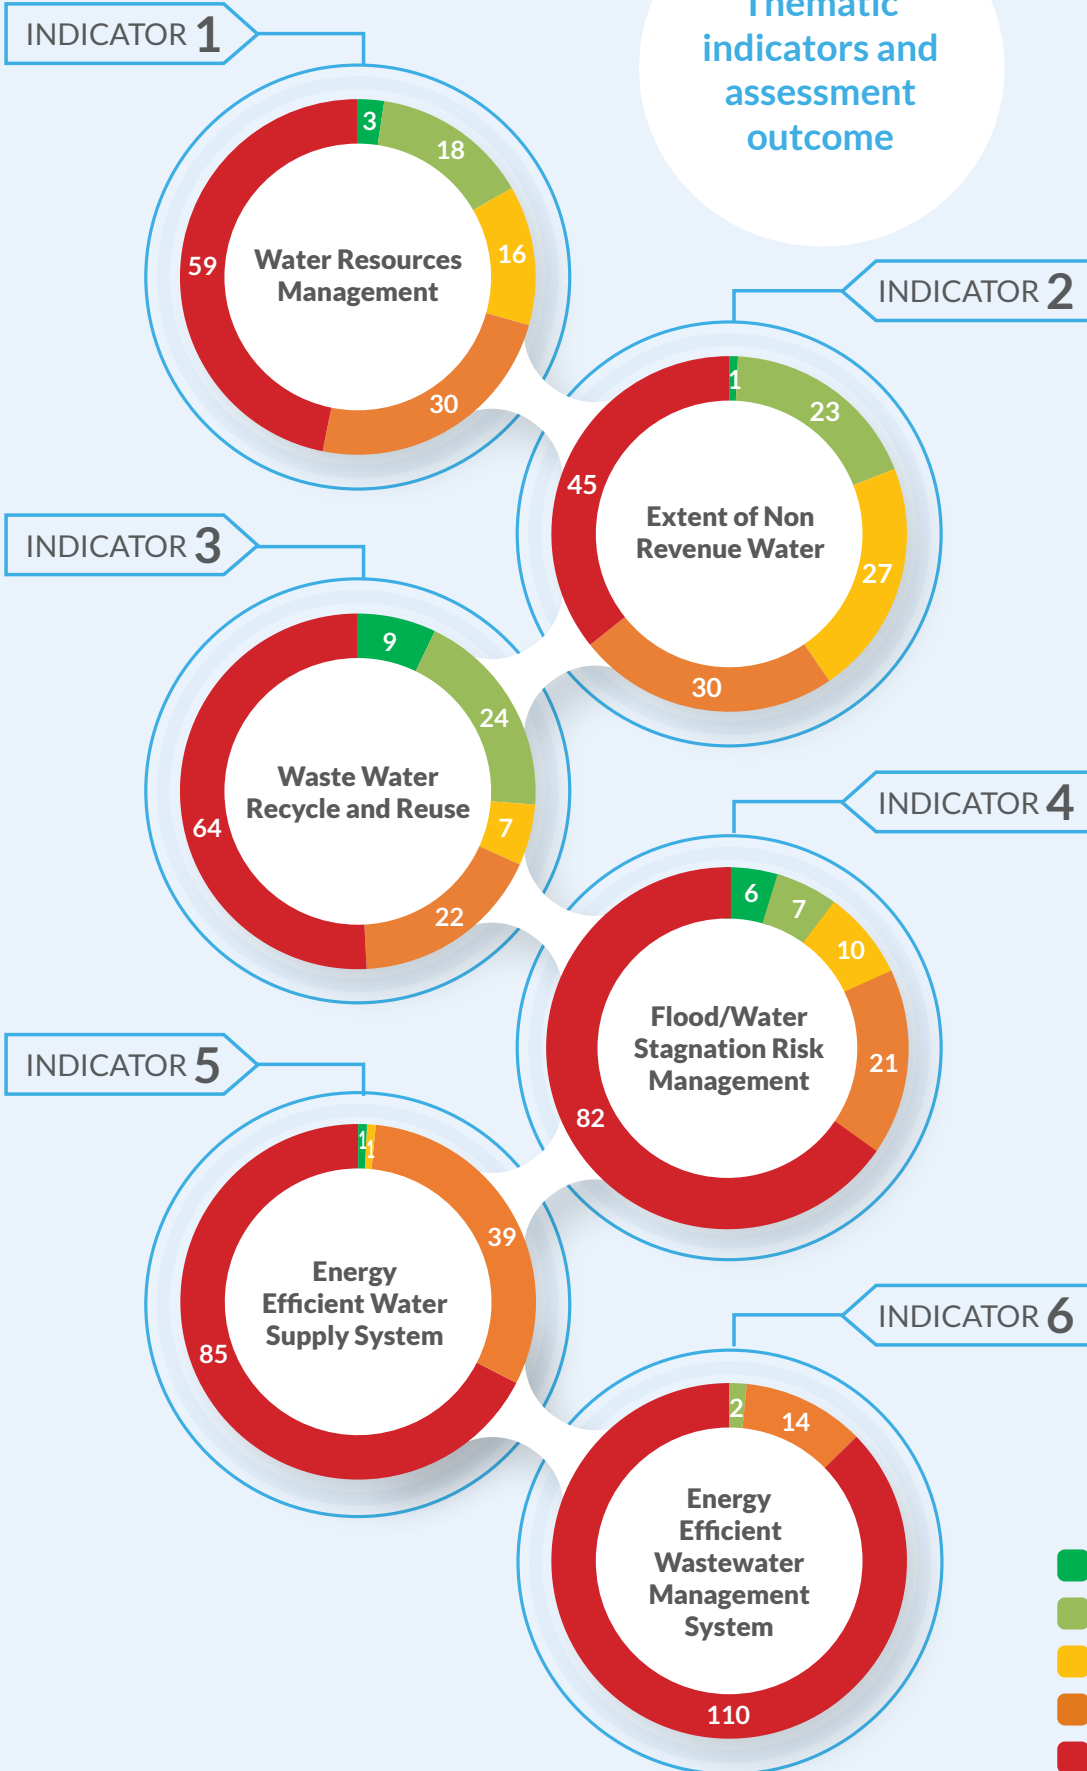 Thematic
indicators and
assessment
outcome
INDICATOR 1
3
18
16
30
59
Water Resources
Management
INDICATOR 2
1
23
27
30
45
Extent of Non
Revenue Water
INDICATOR 3
9
24
7
22
64
Waste Water
Recycle and Reuse
INDICATOR 4
6
7
10
21
82
Flood/Water
Stagnation Risk
Management
INDICATOR 5
1
1
39
85
Energy
Efficient Water
Supply System
INDICATOR 6
2
14
110
Energy
Efficient
Wastewater
Management
System